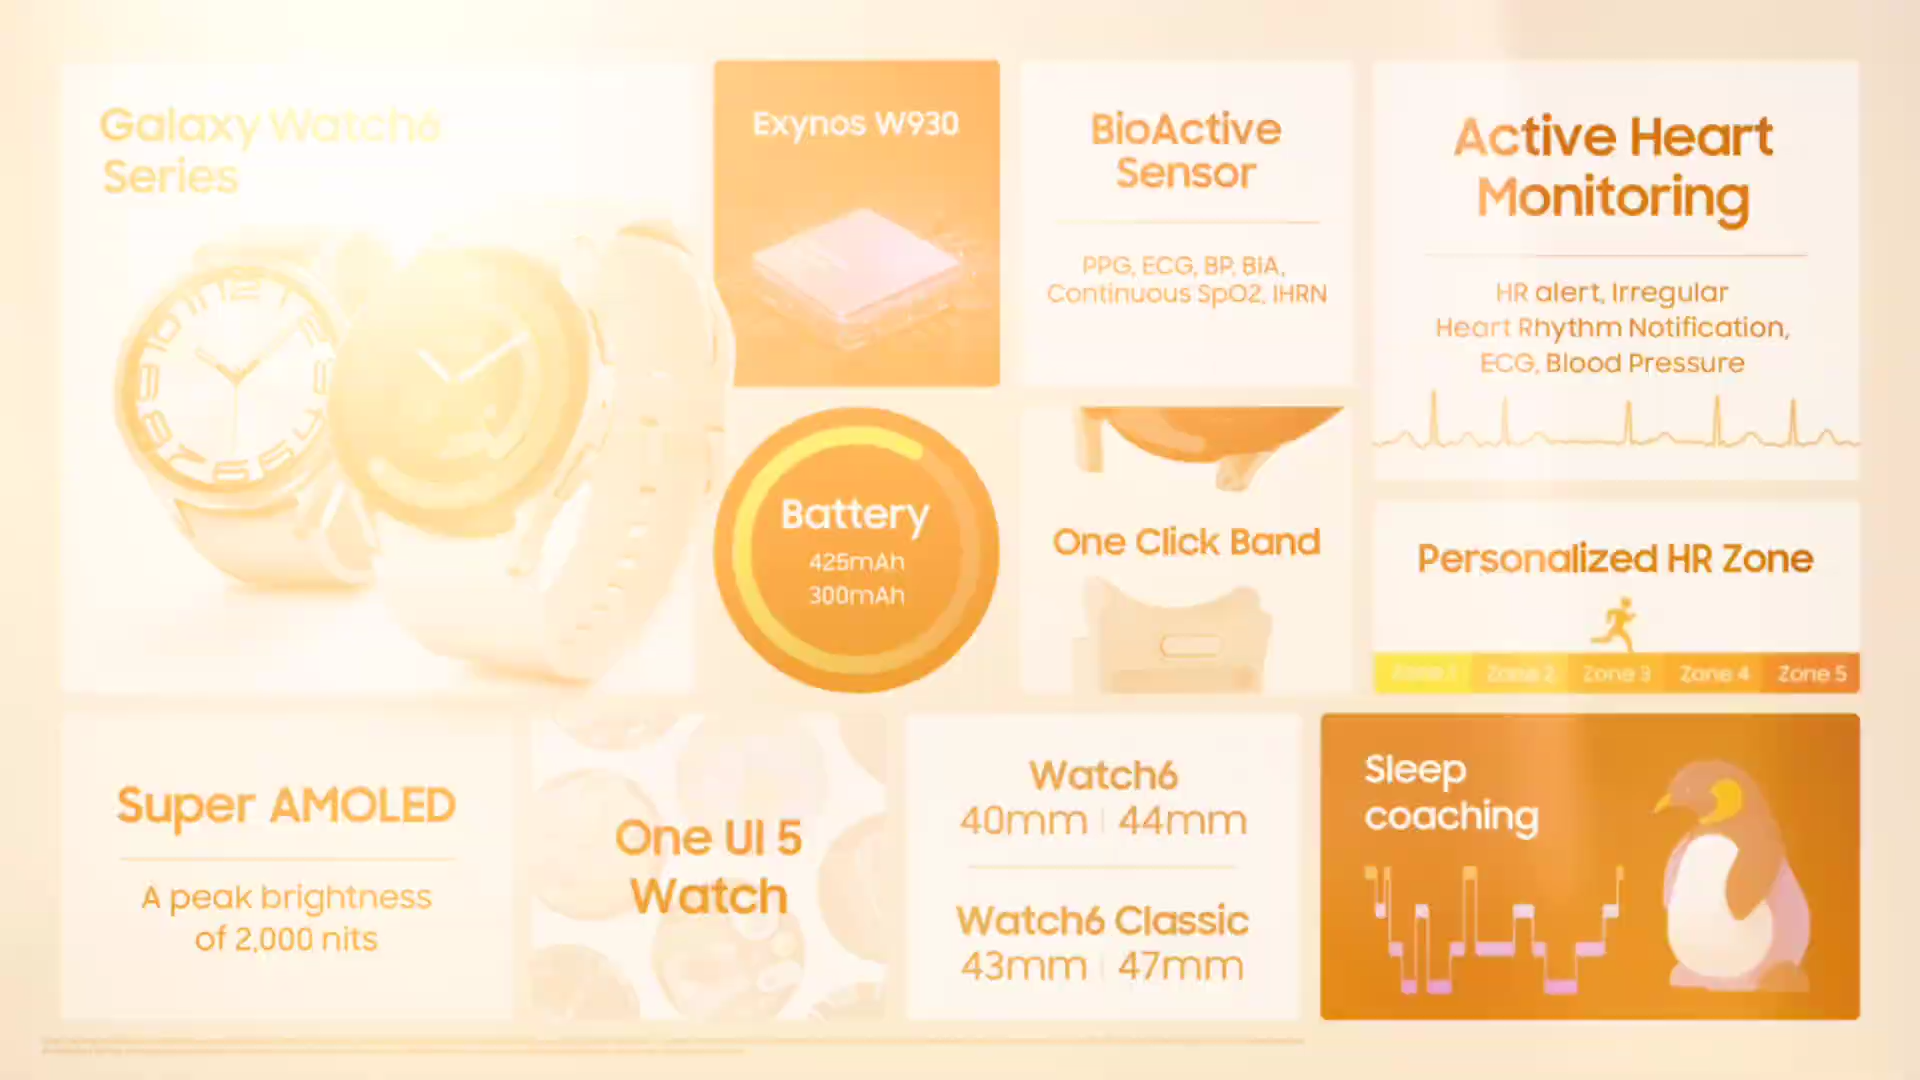 Galaxy Watch6
Series
Exynos W930
BioActive
Sensor
PPG, ECG, BP, BIA,
Continuous SpO2, IHRN
Active Heart
Monitoring
HR alert, Irregular
Heart Rhythm Notification,
ECG, Blood Pressure
Battery
425mAh
300mAh
One Click Band
Personalized HR Zone
Zone 1 Zone 2 Zone 3 Zone 4 Zone 5
Super AMOLED
A peak brightness
of 2,000 nits
One UI 5
Watch
Watch6
40mm | 44mm
Watch6 Classic
43mm | 47mm
Sleep
coaching